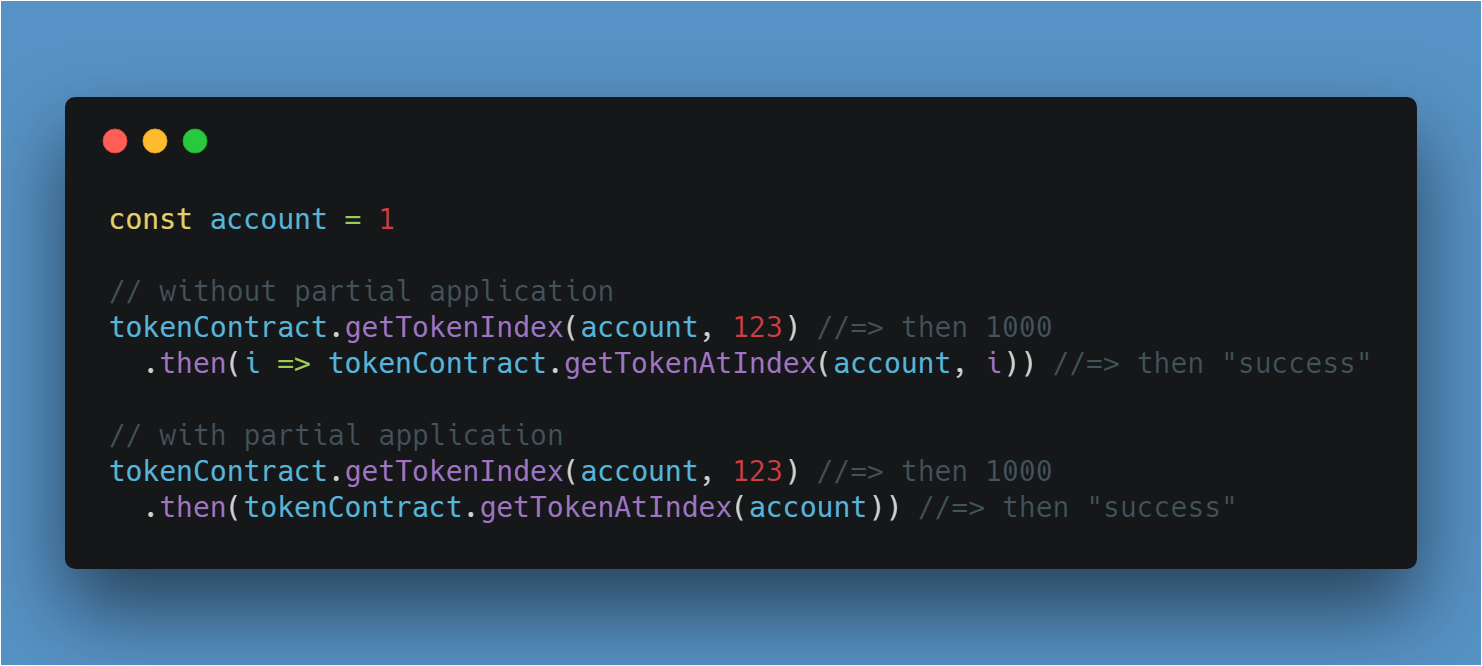 const account = 1
// without partial application
tokenContract.getTokenIndex(account, 123) //=> then 1000
  .then(i => tokenContract.getTokenAtIndex(account, i)) //=> then "success"
// with partial application
tokenContract.getTokenIndex(account, 123) //=> then 1000
  .then(tokenContract.getTokenAtIndex(account)) //=> then "success"